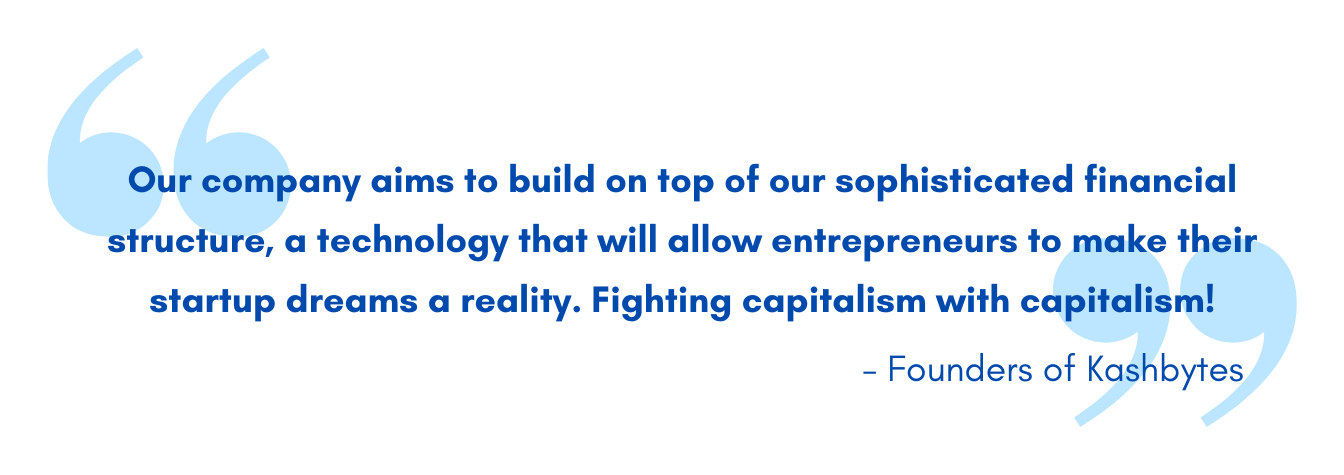 Our company aims to build on top of our sophisticated financial
structure, a technology that will allow entrepreneurs to make their
startup dreams a reality. Fighting capitalism with capitalism!
- Founders of Kashbytes